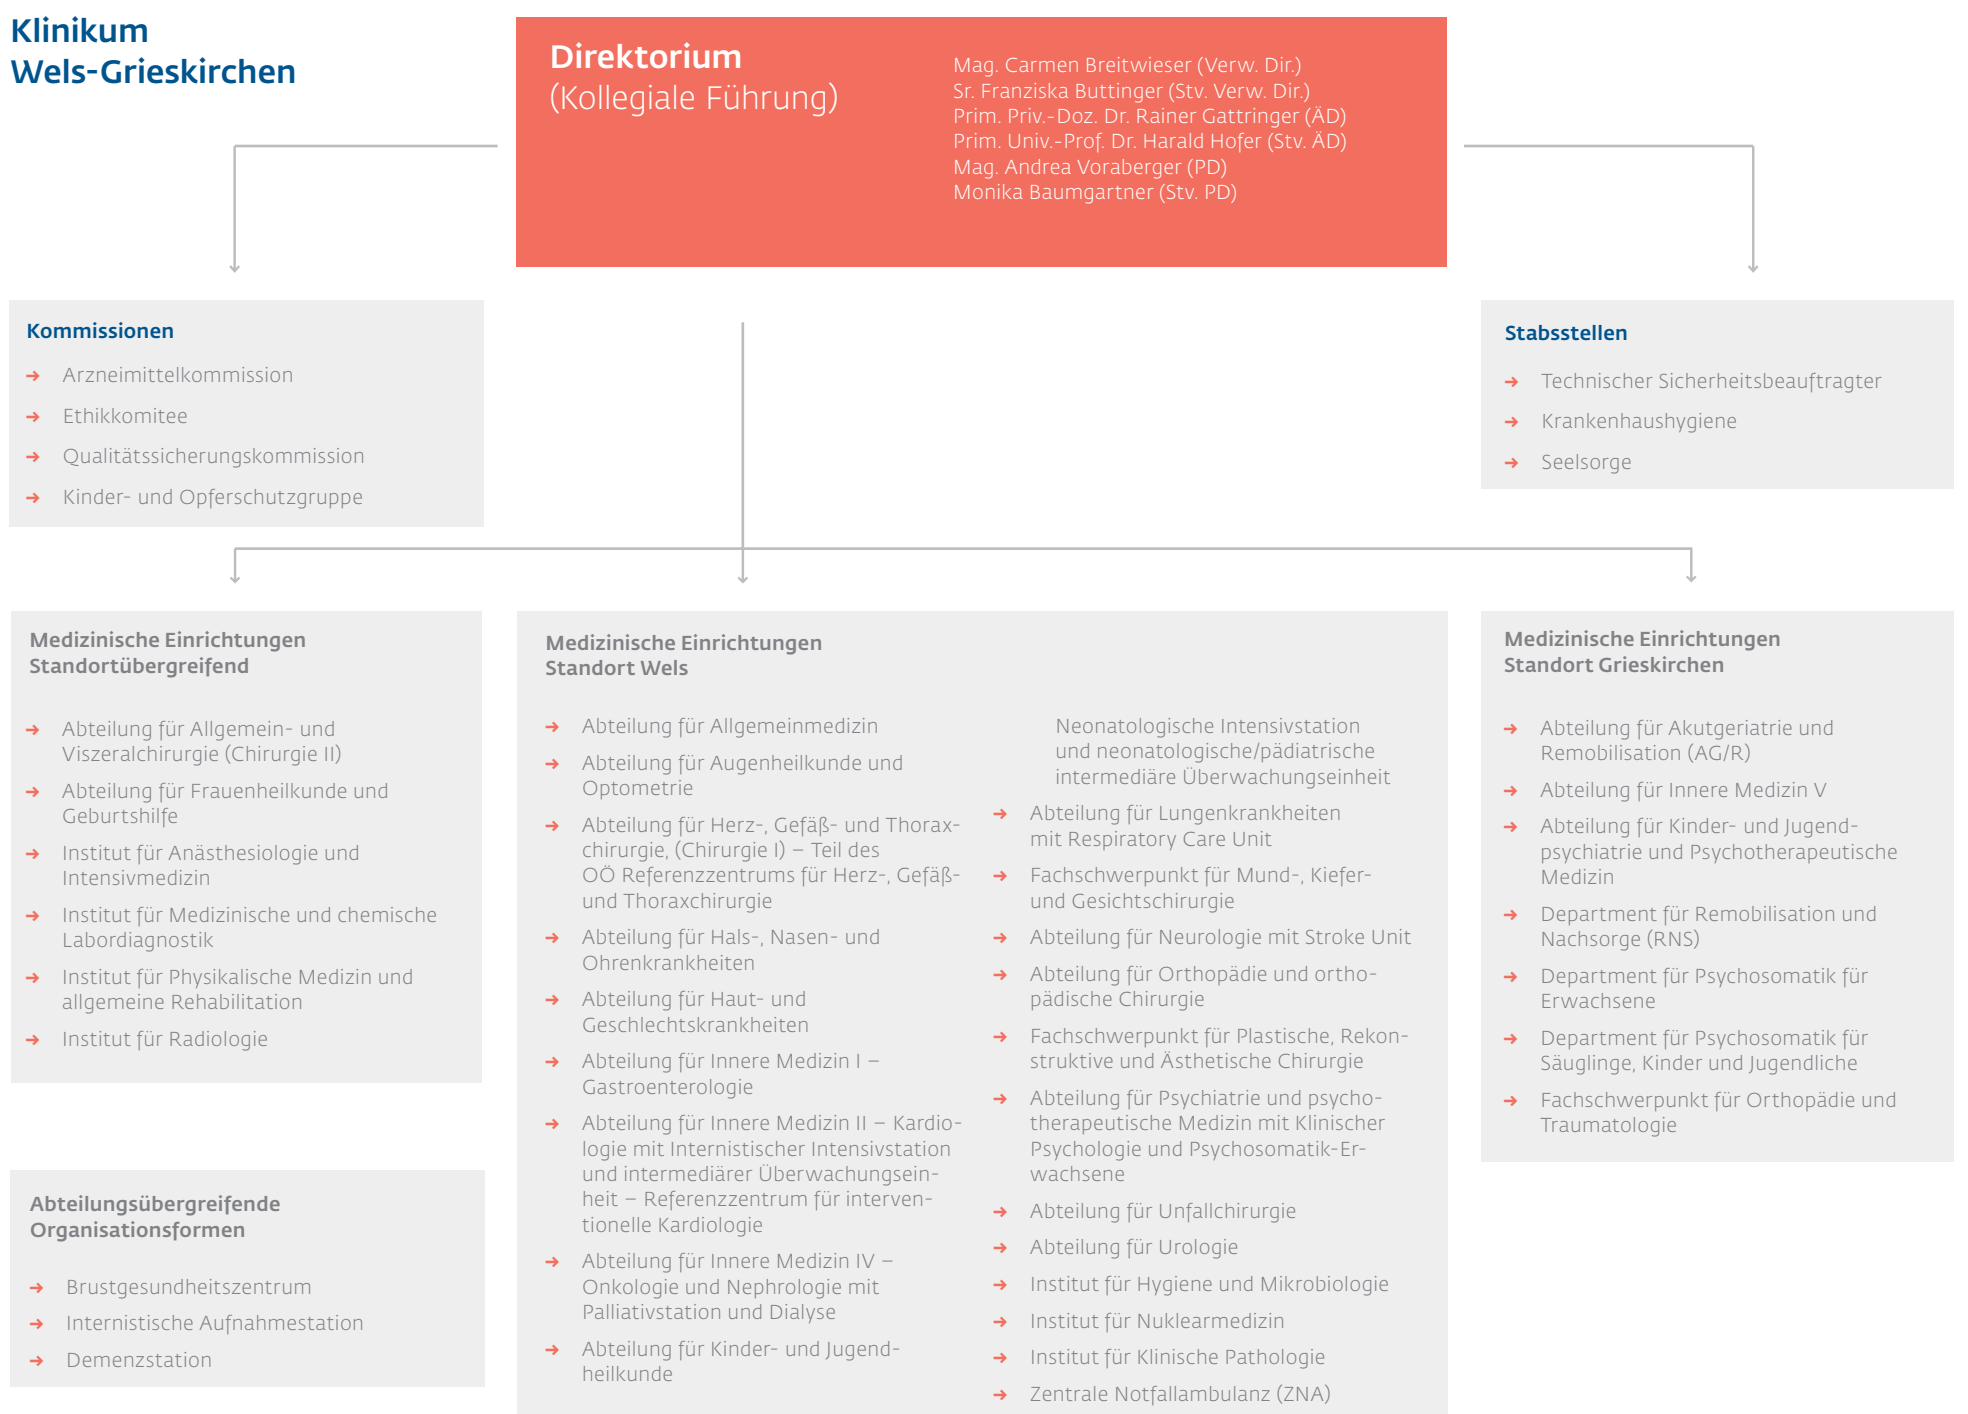 Klinikum
Wels-Grieskirchen
Direktorium
(Kollegiale Führung)
Mag. Carmen Breitwieser (Verw. Dir.)
Sr. Franziska Buttinger (Stv. Verw. Dir.)
Prim. Priv.-Doz. Dr. Rainer Gattringer (ÄD)
Prim. Univ.-Prof. Dr. Harald Hofer (Stv. ÄD)
Mag. Andrea Voraberger (PD)
Monika Baumgartner (Stv. PD)
Kommissionen
→ Arzneimittelkommission
→ Ethikkomitee
→ Qualitätssicherungskommission
→ Kinder- und Opferschutzgruppe
Stabsstellen
→ Technischer Sicherheitsbeauftragter
→ Krankenhaushygiene
→ Seelsorge
Medizinische Einrichtungen
Standortübergreifend
→ Abteilung für Allgemein- und
Viszeralchirurgie (Chirurgie II)
→ Abteilung für Frauenheilkunde und
Geburtshilfe
→ Institut für Anästhesiologie und
Intensivmedizin
→ Institut für Medizinische und chemische
Labordiagnostik
→ Institut für Physikalische Medizin und
allgemeine Rehabilitation
→ Institut für Radiologie
Abteilungsübergreifende
Organisationsformen
→ Brustgesundheitszentrum
→ Internistische Aufnahmestation
→ Demenzstation
Medizinische Einrichtungen
Standort Wels
→ Abteilung für Allgemeinmedizin
→ Abteilung für Augenheilkunde und
Optometrie
→ Abteilung für Herz-, Gefäß- und Thorax-
chirurgie, (Chirurgie I) – Teil des
OÖ Referenzzentrums für Herz-, Gefäß-
und Thoraxchirurgie
→ Abteilung für Hals-, Nasen- und
Ohrenkrankheiten
→ Abteilung für Haut- und
Geschlechtskrankheiten
→ Abteilung für Innere Medizin I –
Gastroenterologie
→ Abteilung für Innere Medizin II – Kardio-
logie mit Internistischer Intensivstation
und intermediärer Überwachungsein-
heit – Referenzzentrum für interven-
tionelle Kardiologie
→ Abteilung für Innere Medizin IV –
Onkologie und Nephrologie mit
Palliativstation und Dialyse
→ Abteilung für Kinder- und Jugend-
heilkunde
Neonatologische Intensivstation
und neonatologische/pädiatrische
intermediäre Überwachungseinheit
→ Abteilung für Lungenkrankheiten
mit Respiratory Care Unit
→ Fachschwerpunkt für Mund-, Kiefer-
und Gesichtschirurgie
→ Abteilung für Neurologie mit Stroke Unit
→ Abteilung für Orthopädie und ortho-
pädische Chirurgie
→ Fachschwerpunkt für Plastische, Rekon-
struktive und Ästhetische Chirurgie
→ Abteilung für Psychiatrie und psycho-
therapeutische Medizin mit Klinischer
Psychologie und Psychosomatik-Er-
wachsene
→ Abteilung für Unfallchirurgie
→ Abteilung für Urologie
→ Institut für Hygiene und Mikrobiologie
→ Institut für Nuklearmedizin
→ Institut für Klinische Pathologie
→ Zentrale Notfallambulanz (ZNA)
Medizinische Einrichtungen
Standort Grieskirchen
→ Abteilung für Akutgeriatrie und
Remobilisation (AG/R)
→ Abteilung für Innere Medizin V
→ Abteilung für Kinder- und Jugend-
psychiatrie und Psychotherapeutische
Medizin
→ Department für Remobilisation und
Nachsorge (RNS)
→ Department für Psychosomatik für
Erwachsene
→ Department für Psychosomatik für
Säuglinge, Kinder und Jugendliche
→ Fachschwerpunkt für Orthopädie und
Traumatologie